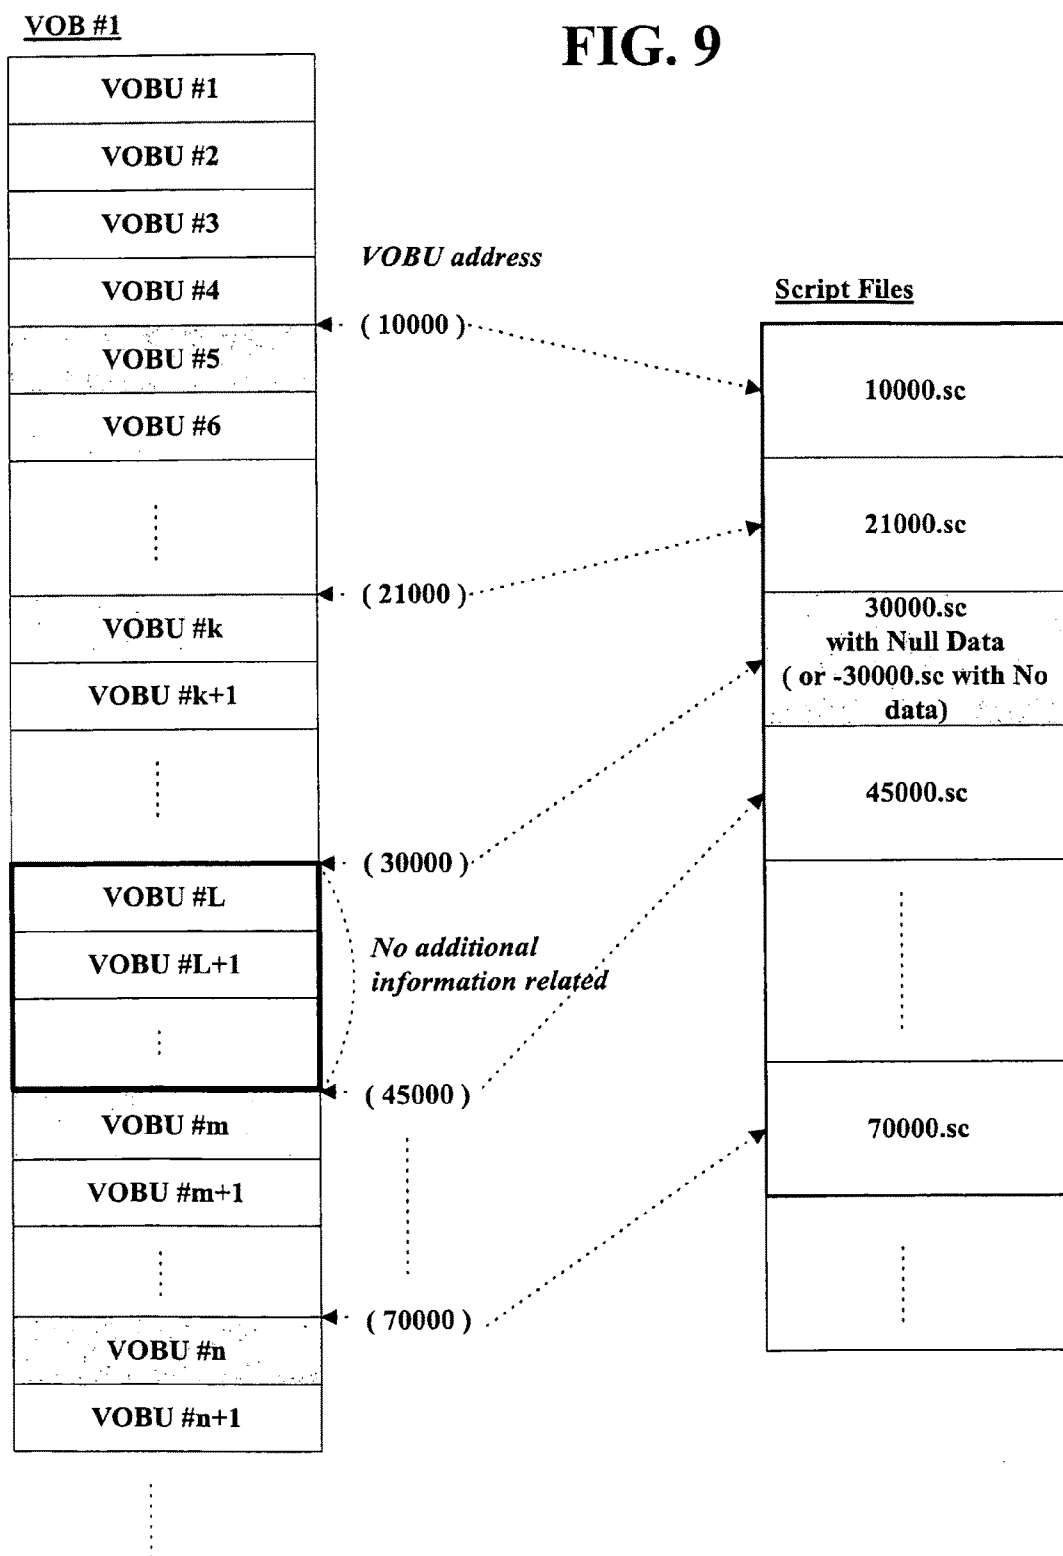 VOB #1
FIG. 9
VOBU #1
VOBU #2
VOBU #3
VOBU #4
VOBU #5
VOBU #6
VOBU #k
VOBU #k+1
VOBU #L
VOBU #L+1
VOBU #m
VOBU #m+1
VOBU #n
VOBU #n+1
VOBU address
( 10000 )
( 21000 )
( 30000 )
No additional
information related
( 45000 )
( 70000 )
Script Files
10000.sc
21000.sc
30000.sc
with Null Data
( or -30000.sc with No
data)
45000.sc
70000.sc